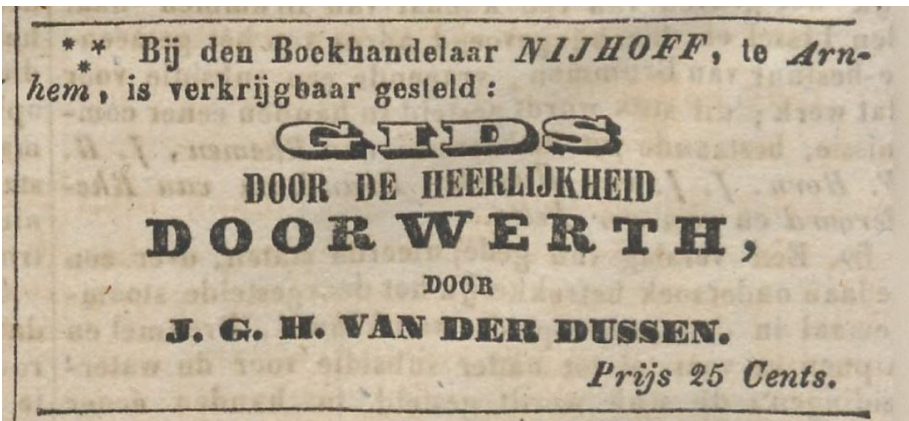 *** Bij den Boekhandelaar NIJHOFF, te Arn-
hem, is verkrijgbaar gesteld:
GIDS
DOOR DE HEERLIJKHEID
DOORWERTH,
DOOR
J. G. H. VAN DER DUSSEN.
Prijs 25 Cents.